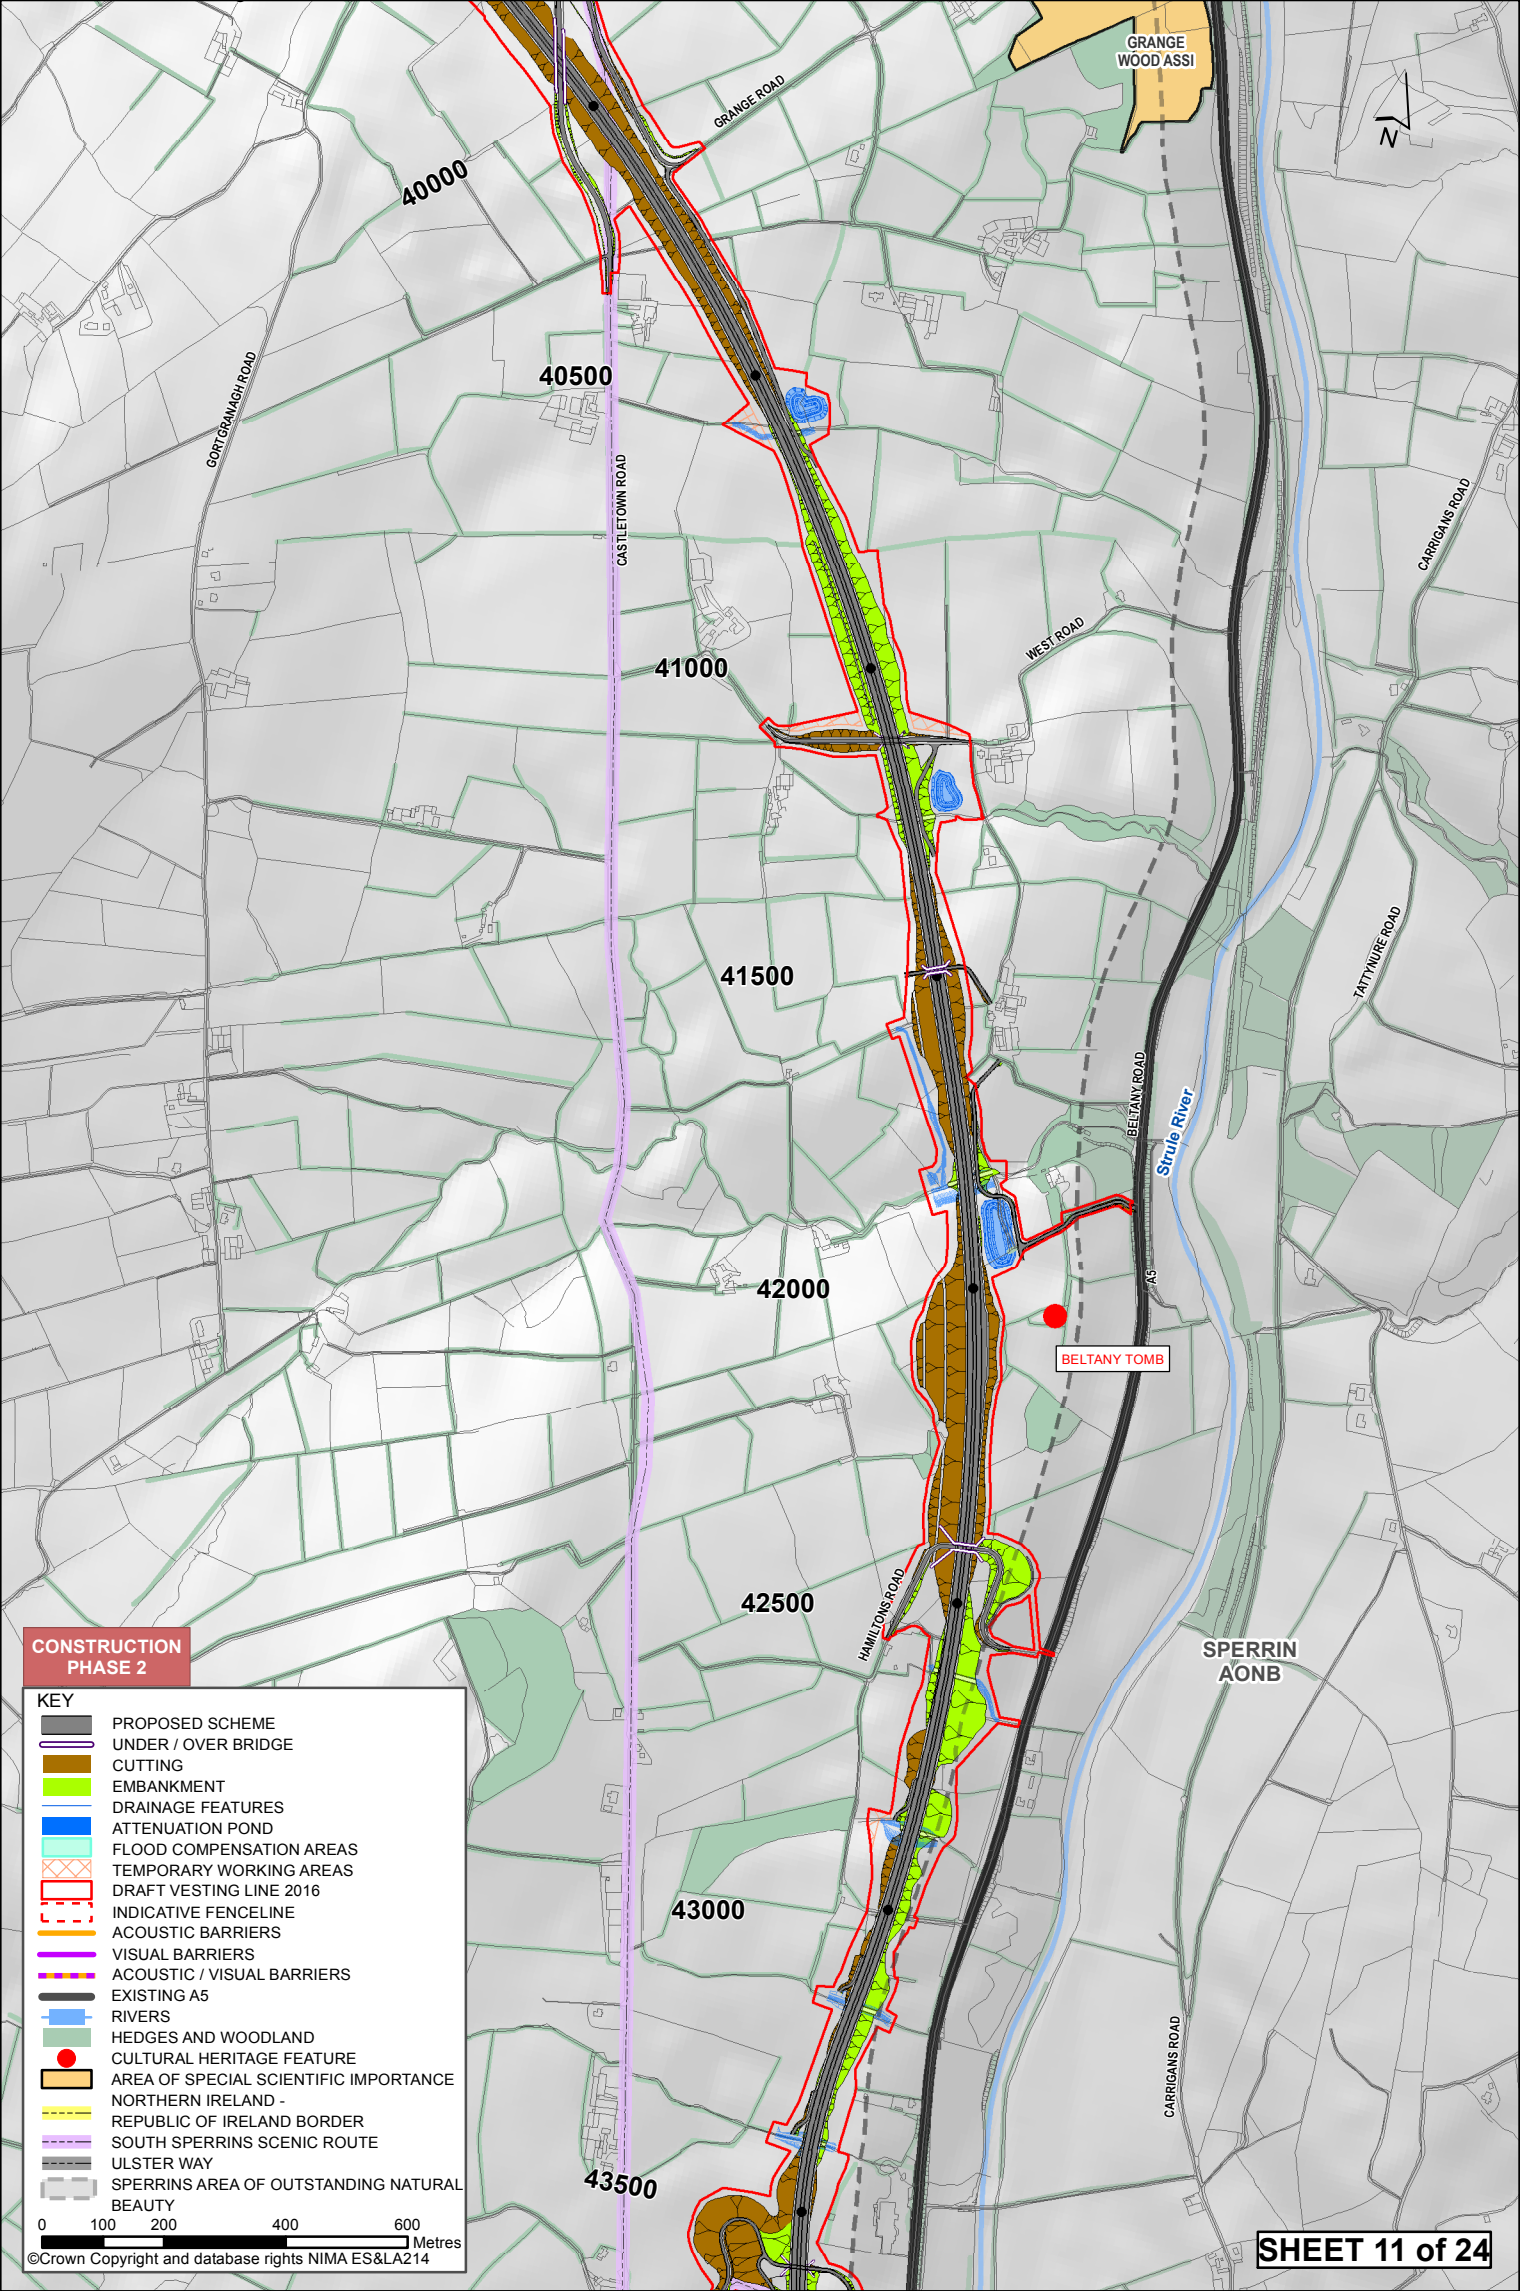 GRANGE
WOOD ASSI
GRANGE ROAD
N
40000
GORTGRANAGH ROAD
40500
CASTLETOWN ROAD
CARRIGANS ROAD
WEST ROAD
41000
TATTYNURE ROAD
41500
BELTANY ROAD
Strule River
A5
42000
BELTANY TOMB
HAMILTONS ROAD
42500
SPERRIN
AONB
43000
CARRIGANS ROAD
43500
CONSTRUCTION
PHASE 2
KEY
PROPOSED SCHEME
UNDER / OVER BRIDGE
CUTTING
EMBANKMENT
DRAINAGE FEATURES
ATTENUATION POND
FLOOD COMPENSATION AREAS
TEMPORARY WORKING AREAS
DRAFT VESTING LINE 2016
INDICATIVE FENCELINE
ACOUSTIC BARRIERS
VISUAL BARRIERS
ACOUSTIC / VISUAL BARRIERS
EXISTING A5
RIVERS
HEDGES AND WOODLAND
CULTURAL HERITAGE FEATURE
AREA OF SPECIAL SCIENTIFIC IMPORTANCE
NORTHERN IRELAND -
REPUBLIC OF IRELAND BORDER
SOUTH SPERRINS SCENIC ROUTE
ULSTER WAY
SPERRINS AREA OF OUTSTANDING NATURAL
BEAUTY
0 100 200 400 600
Metres
©Crown Copyright and database rights NIMA ES&LA214
SHEET 11 of 24